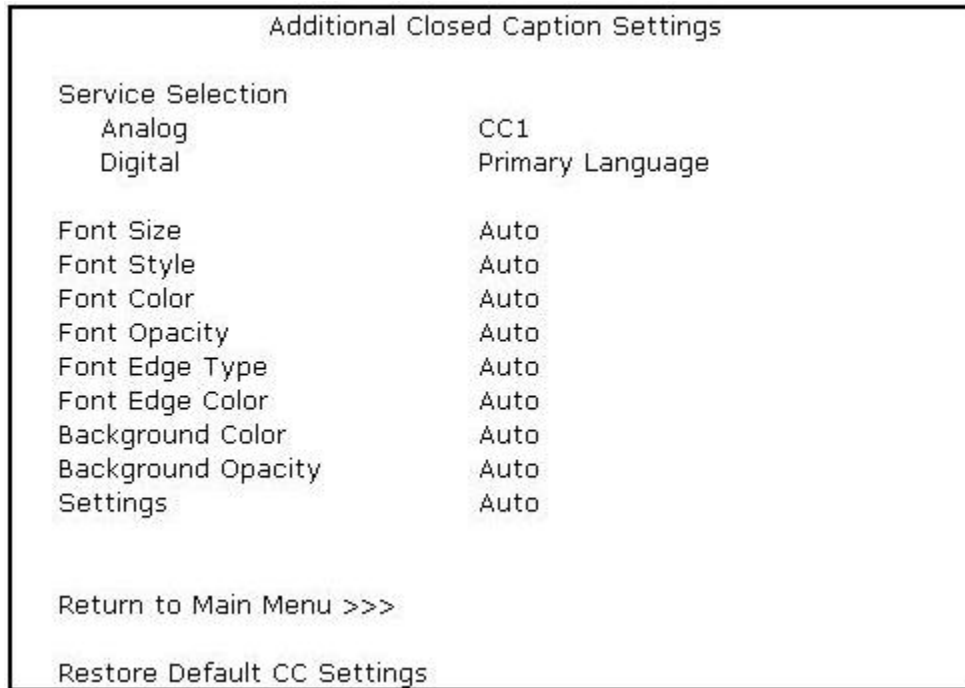 Additional Closed Caption Settings
Service Selection
Analog CC1
Digital Primary Language
Font Size Auto
Font Style Auto
Font Color Auto
Font Opacity Auto
Font Edge Type Auto
Font Edge Color Auto
Background Color Auto
Background Opacity Auto
Settings Auto
Return to Main Menu >>>
Restore Default CC Settings